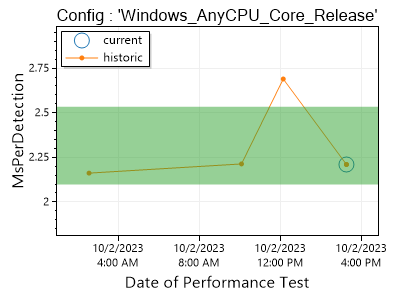 Config : 'Windows_AnyCPU_Core_Release'
current
historic
MsPerDetection
2.75
2.5
2.25
2
10/2/2023 10/2/2023 10/2/2023 10/2/2023
4:00 AM 8:00 AM 12:00 PM 4:00 PM
Date of Performance Test